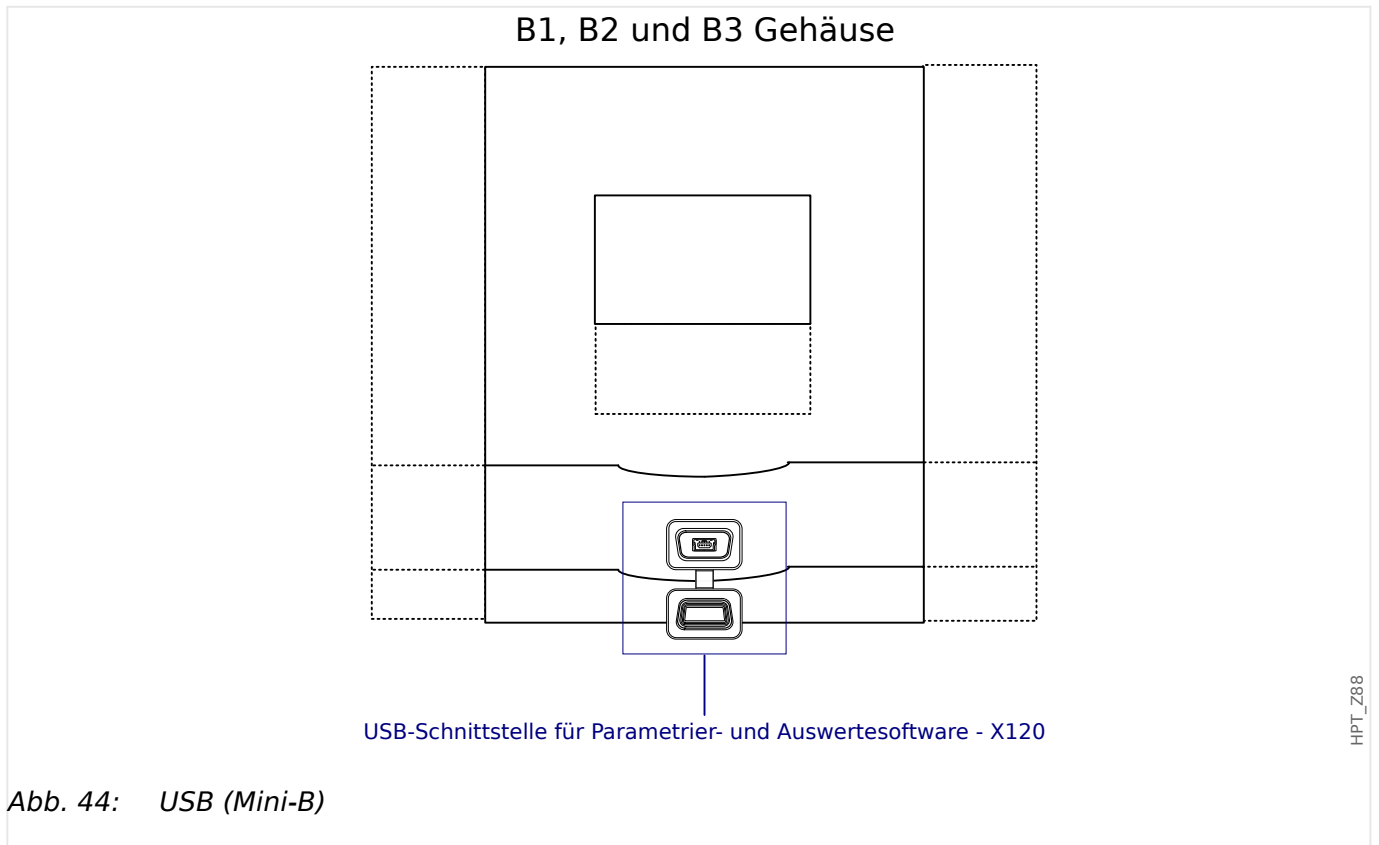 B1, B2 und B3 Gehäuse
USB-Schnittstelle für Parametrier- und Auswertesoftware - X120
HPT_Z88
Abb. 44: USB (Mini-B)